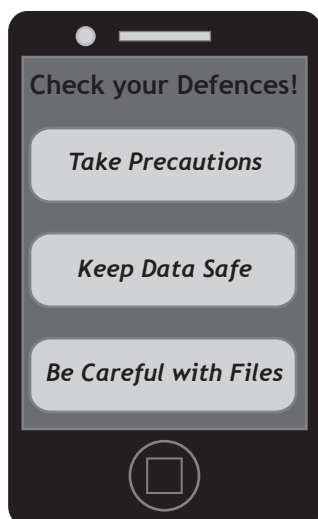 Check your Defences!
Take Precautions
Keep Data Safe
Be Careful with Files